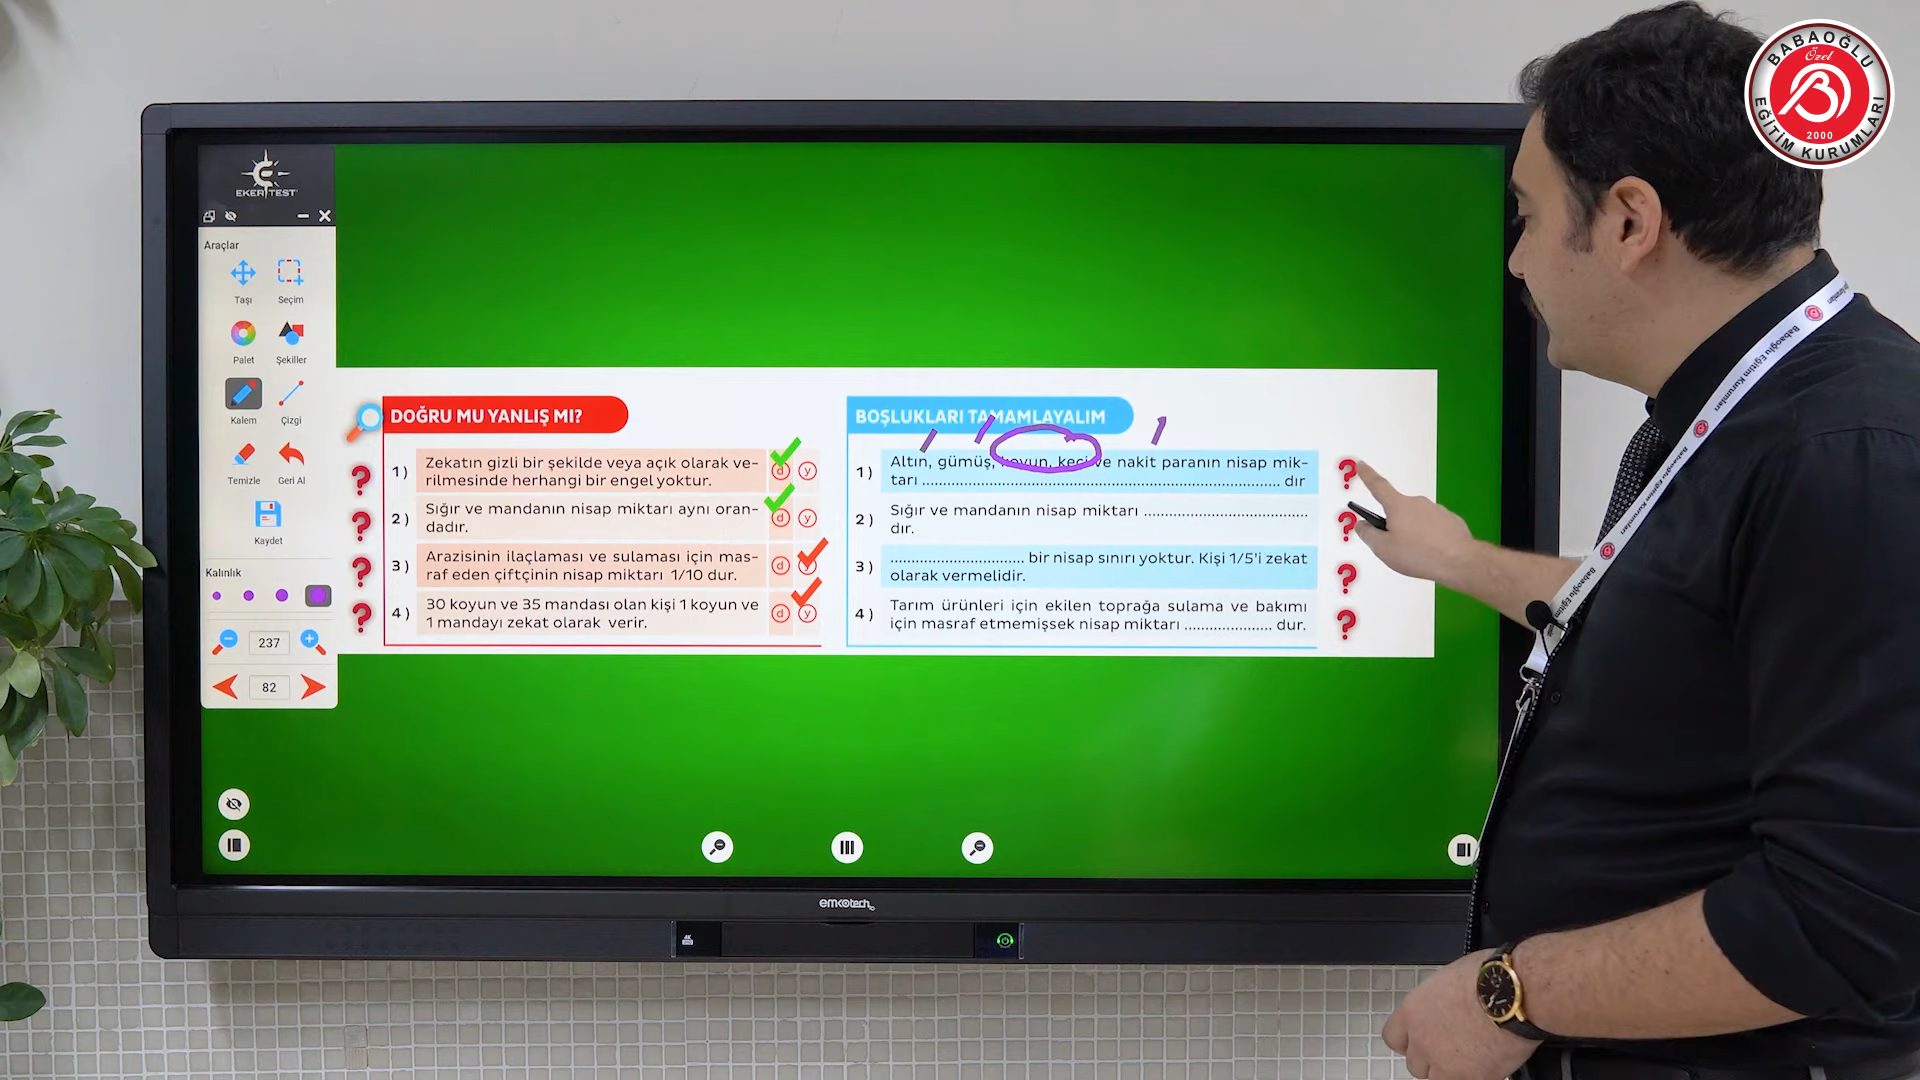 BABAOĞLU
Özel
B
2000
EĞİTİM KURUMLARI
EKER TEST
Araçlar
Taşı
Seçim
Palet
Şekiller
Kalem
Çizgi
Temizle
Geri Al
Kaydet
Kalınlık
237
82
DOĞRU MU YANLIŞ MI?
1) Zekatın gizli bir şekilde veya açık olarak ve-
rilmesinde herhangi bir engel yoktur. d y
2) Sığır ve mandanın nisap miktarı aynı oran-
dadır. d y
3) Arazisinin ilaçlaması ve sulaması için mas-
raf eden çiftçinin nisap miktarı 1/10 dur. d
4) 30 koyun ve 35 mandası olan kişi 1 koyun ve
1 mandayı zekat olarak verir. d y
BOŞLUKLARI TAMAMLAYALIM
1) Altın, gümüş, koyun, keçi ve nakit paranın nisap mik-
tarı ........................................ dır
2) Sığır ve mandanın nisap miktarı ....................................
dır.
3) .............................. bir nisap sınırı yoktur. Kişi 1/5'i zekat
olarak vermelidir.
4) Tarım ürünleri için ekilen toprağa sulama ve bakımı
için masraf etmemişsek nisap miktarı ..................... dur.
emkotech
Babaoğlu Eğitim Kurumları